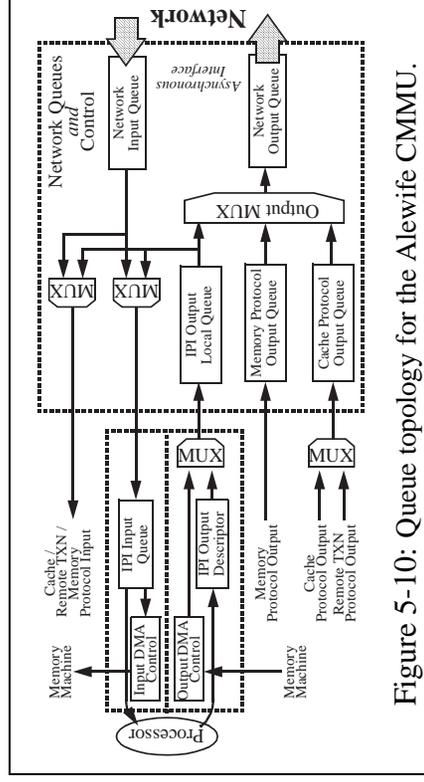 Network
Network Queues
and
Control
Asynchronous
Interface
Network
Input Queue
Network
Output Queue
MUX
MUX
Output MUX
IPI Output
Local Queue
Memory Protocol
Output Queue
Cache Protocol
Output Queue
Cache /
Remote TXN /
Memory
Protocol Input
IPI Input
Queue
MUX
IPI Output
Descriptor
Memory
Protocol Output
MUX
Cache
Protocol Output
Remote TXN
Protocol Output
Memory
Machine
Input DMA
Control
Output DMA
Control
Memory
Machine
Processor
Figure 5-10: Queue topology for the Alewife CMMU.